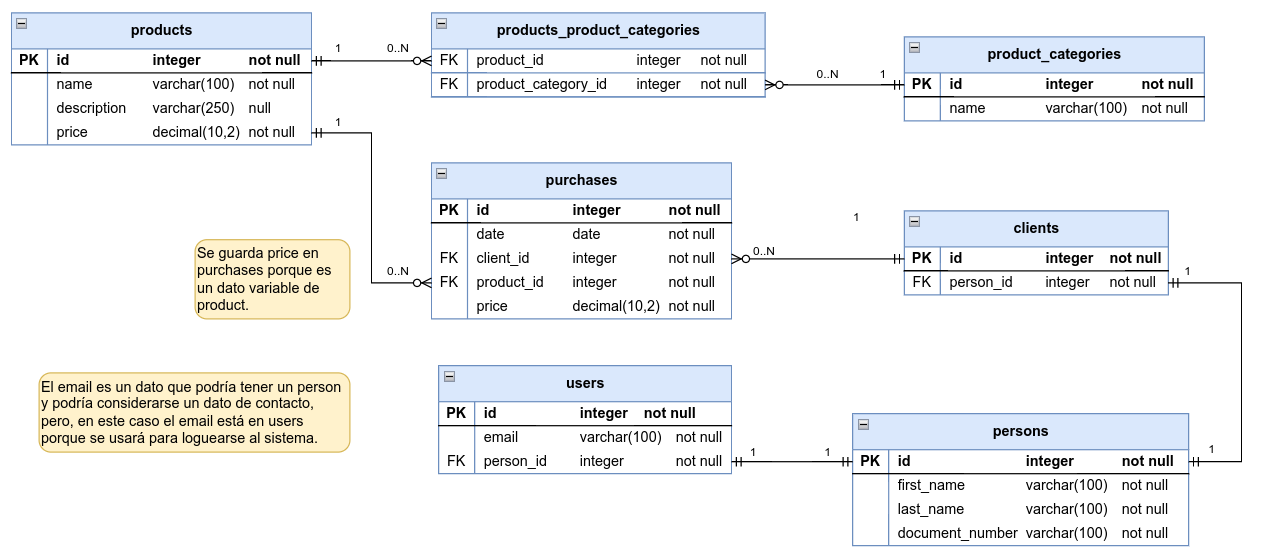 products
PK id integer not null
name varchar(100) not null
description varchar(250) null
price decimal(10,2) not null
1 0..N
products_product_categories
FK product_id integer not null
FK product_category_id integer not null
0..N 1
product_categories
PK id integer not null
name varchar(100) not null
1
0..N
purchases
PK id integer not null
date date not null
FK client_id integer not null
FK product_id integer not null
price decimal(10,2) not null
0..N
1
clients
PK id integer not null
FK person_id integer not null
1
Se guarda price en
purchases porque es
un dato variable de
product.
El email es un dato que podría tener un person
y podría considerarse un dato de contacto,
pero, en este caso el email está en users
porque se usará para loguearse al sistema.
users
PK id integer not null
email varchar(100) not null
FK person_id integer not null
1 1
persons
PK id integer not null
first_name varchar(100) not null
last_name varchar(100) not null
document_number varchar(100) not null
1